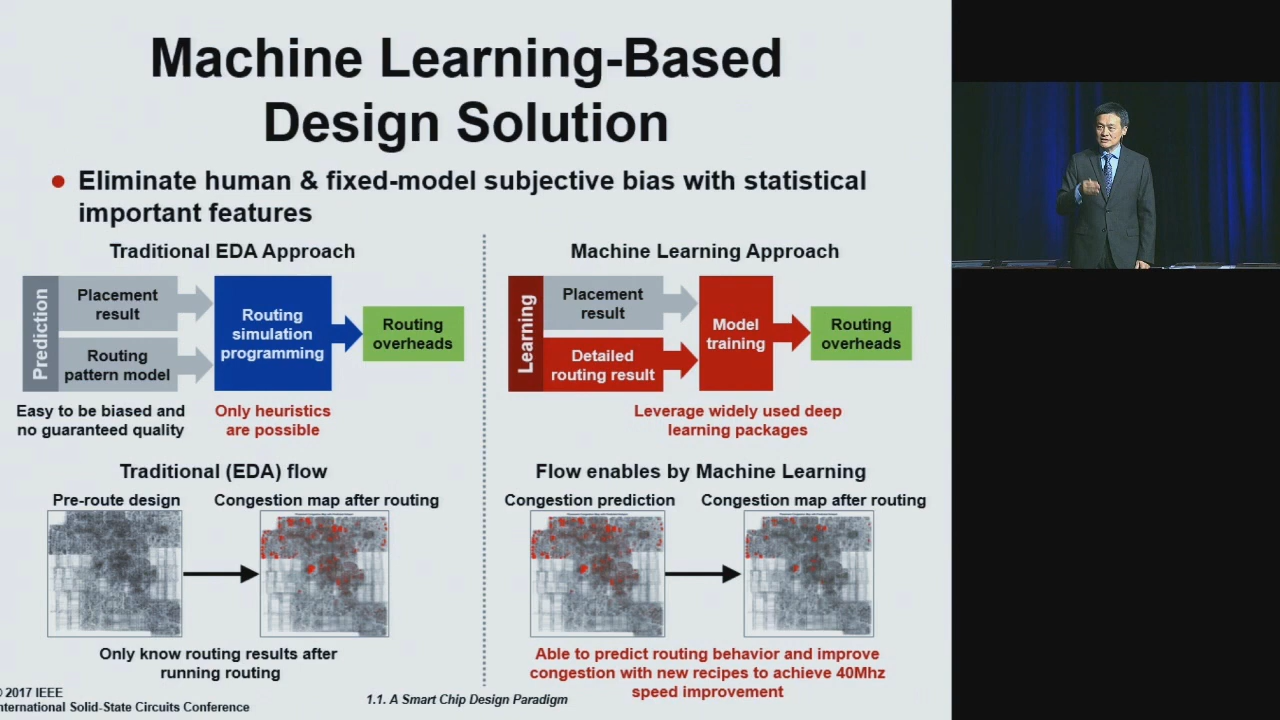 Machine Learning-Based
Design Solution
Eliminate human & fixed-model subjective bias with statistical
important features
Traditional EDA Approach
Prediction
Placement
result
Routing
pattern model
Routing
simulation
programming
Routing
overheads
Easy to be biased and
no guaranteed quality
Only heuristics
are possible
Machine Learning Approach
Learning
Placement
result
Detailed
routing result
Model
training
Routing
overheads
Leverage widely used deep
learning packages
Traditional (EDA) flow
Pre-route design
Congestion map after routing
Only know routing results after
running routing
Flow enables by Machine Learning
Congestion prediction
Congestion map after routing
Able to predict routing behavior and improve
congestion with new recipes to achieve 40Mhz
speed improvement
© 2017 IEEE
nternational Solid-State Circuits Conference
1.1. A Smart Chip Design Paradigm